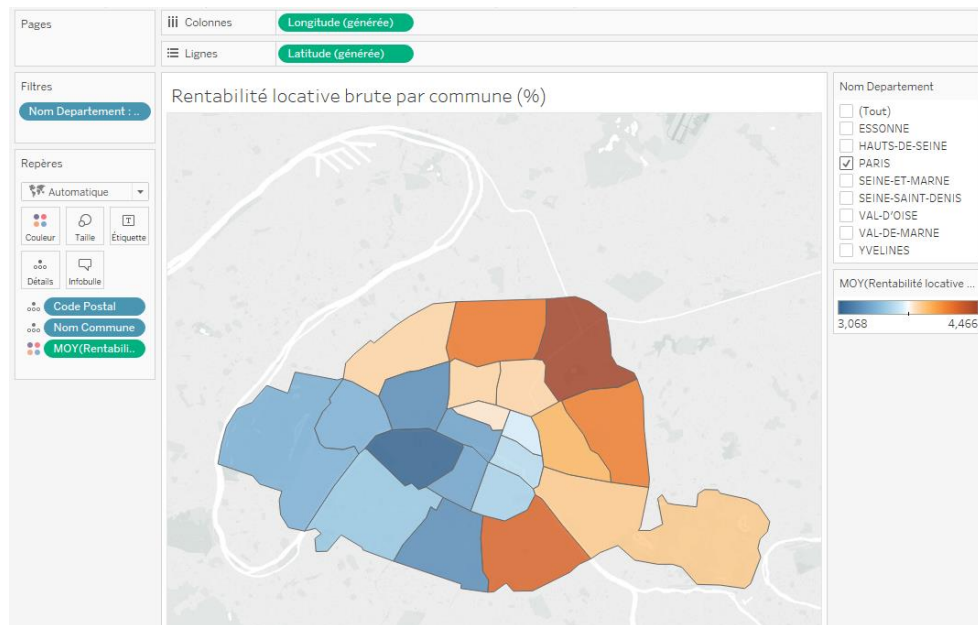 Pages
Colonnes
Longitude (générée)
Lignes
Latitude (générée)
Filtres
Nom Departement : ..
Repères
Automatique
Couleur
Taille
Étiquette
Détails
Infobulle
Code Postal
Nom Commune
MOY(Rentabili..
Rentabilité locative brute par commune (%)
Nom Departement
(Tout)
ESSONNE
HAUTS-DE-SEINE
PARIS
SEINE-ET-MARNE
SEINE-SAINT-DENIS
VAL-D'OISE
VAL-DE-MARNE
YVELINES
MOY(Rentabilité locative ...
3,068
4,466